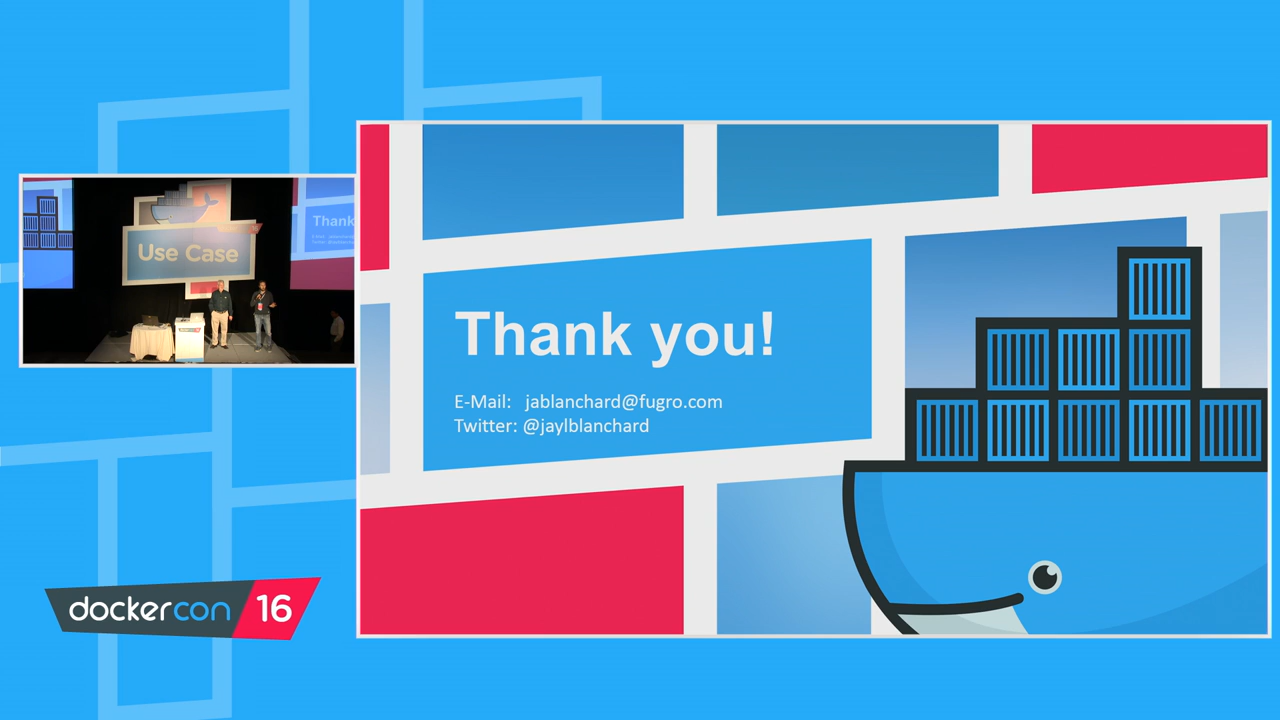 Use Case
Thank
Thank you!
E-Mail: jablanchard@fugro.com
Twitter: @jaylblanchard
dockercon 16